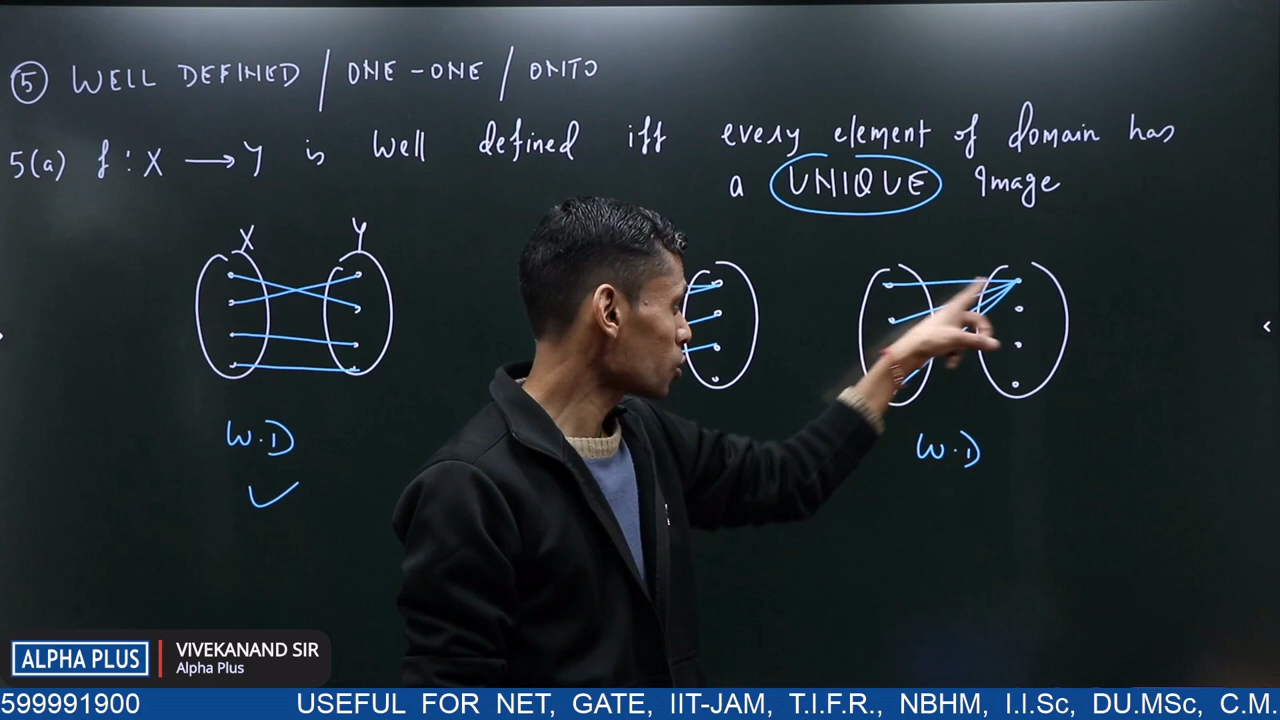 ⑤ WELL DEFINED / ONE-ONE / ONTO
5(a) f : X → Y is well defined iff every element of domain has
a UNIQUE Image
X Y
W.D W.D
✓
ALPHA PLUS
VIVEKANAND SIR
Alpha Plus
599991900 USEFUL FOR NET, GATE, IIT-JAM, T.I.F.R., NBHM, I.I.Sc, DU.MSc, C.M.